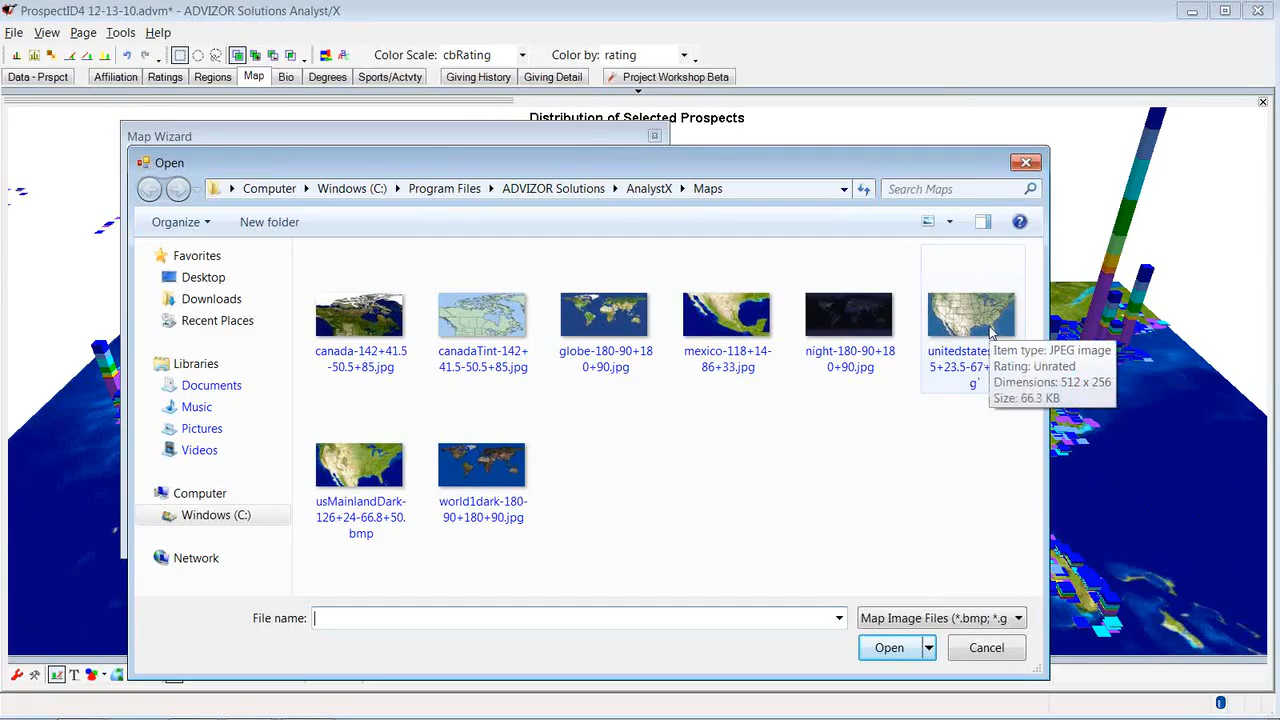 ProspectID4 12-13-10.advm* - ADVIZOR Solutions Analyst/X
File View Page Tools Help
Color Scale: cbRating Color by: rating
Data - Prspct Affiliation Ratings Regions Map Bio Degrees Sports/Actvty Giving History Giving Detail Project Workshop Beta
Distribution of Selected Prospects
Map Wizard
Open
Computer Windows (C:) Program Files ADVIZOR Solutions AnalystX Maps Search Maps
Organize New folder
Favorites
Desktop
Downloads
Recent Places
Libraries
Documents
Music
Pictures
Videos
Computer
Windows (C:)
Network
canada-142+41.5
-50.5+85.jpg
canadaTint-142+
41.5-50.5+85.jpg
globe-180-90+18
0+90.jpg
mexico-118+14-
86+33.jpg
night-180-90+18
0+90.jpg
unitedstates
5+23.5-67+
g
Item type: JPEG image
Rating: Unrated
Dimensions: 512 x 256
Size: 66.3 KB
usMainlandDark-
126+24-66.8+50.
bmp
world1dark-180-
90+180+90.jpg
File name: Map Image Files (*.bmp; *.g
Open Cancel